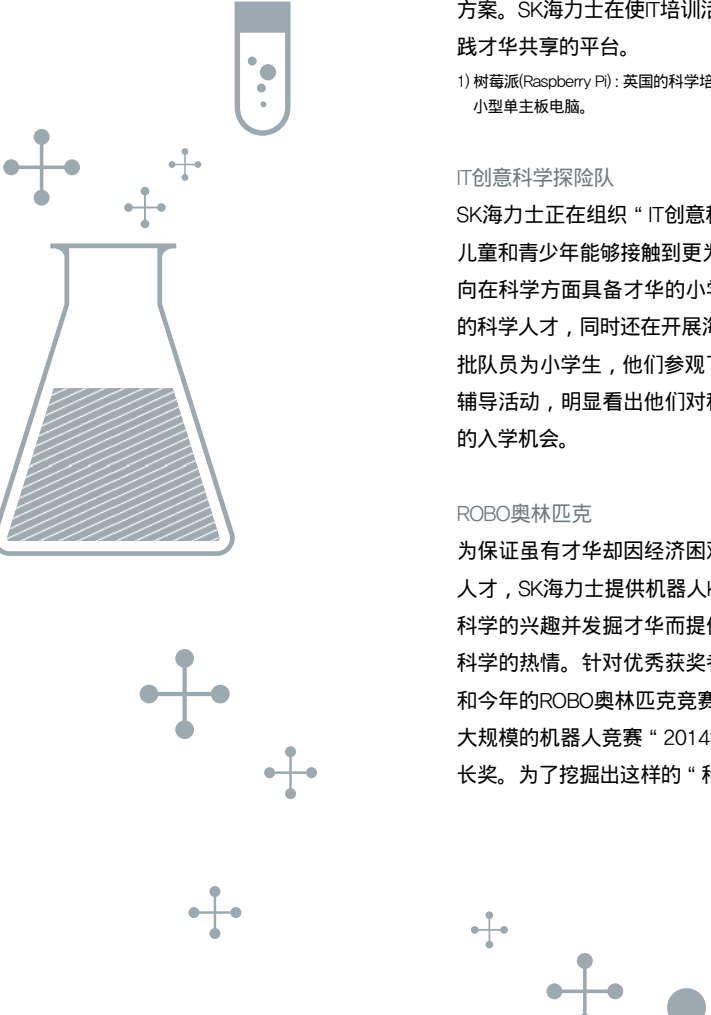 方案。SK海力士在使IT培训活
践才华共享的平台。
1) 树莓派(Raspberry Pi) : 英国的科学培
小型单主板电脑。
IT创意科学探险队
SK海力士正在组织“IT创意科
儿童和青少年能够接触到更为
向在科学方面具备才华的小学
的科学人才，同时还在开展海
批队员为小学生，他们参观了
辅导活动，明显看出他们对科
的入学机会。
ROBO奥林匹克
为保证虽有才华却因经济困难
人才，SK海力士提供机器人K
科学的兴趣并发掘才华而提供
科学的热情。针对优秀获奖者
和今年的ROBO奥林匹克竞赛
大规模的机器人竞赛“2014
长奖。为了挖掘出这样的“科